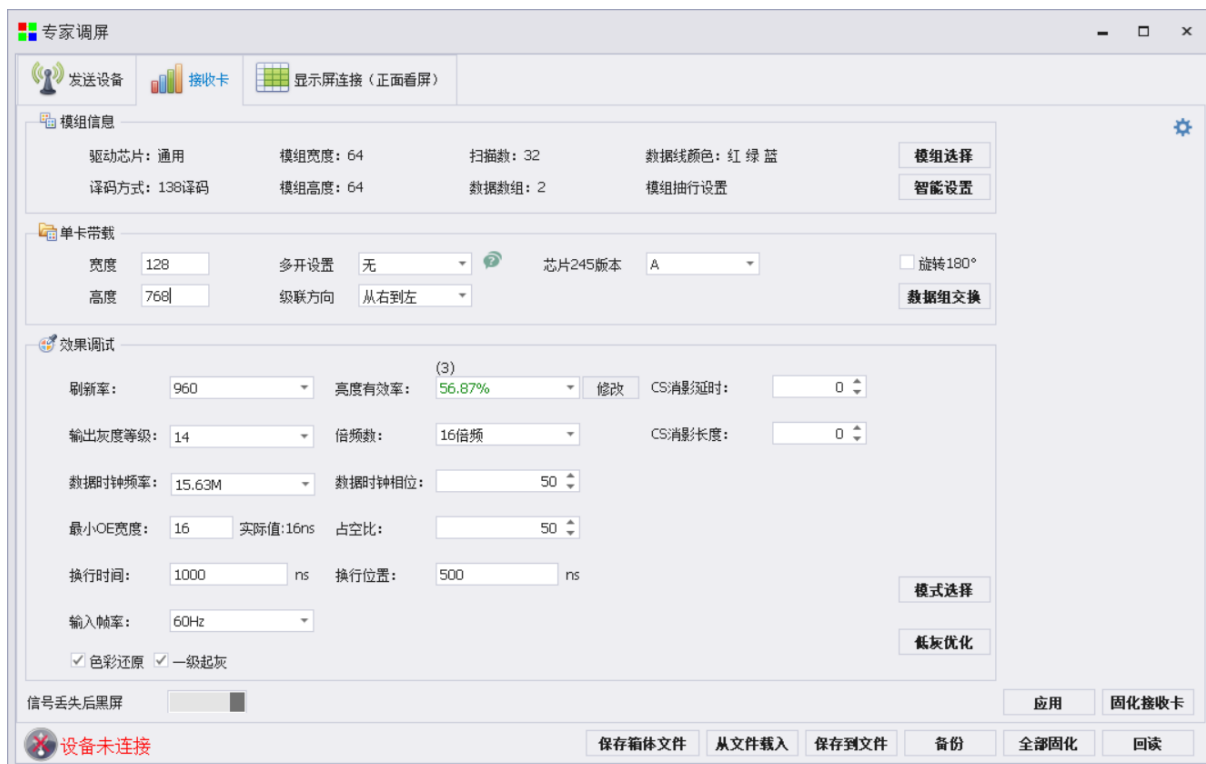 专家调屏
发送设备 接收卡 显示屏连接（正面看屏）
模组信息
驱动芯片：通用 模组宽度：64 扫描数：32 数据线颜色：红 绿 蓝 模组选择
译码方式：138译码 模组高度：64 数据数组：2 模组抽行设置 智能设置
单卡带载
宽度 128 多开设置 无 芯片245版本 A 旋转180°
高度 768 级联方向 从右到左 数据组交换
效果调试
(3)
刷新率： 960 亮度有效率： 56.87% 修改 CS消影延时： 0
输出灰度等级： 14 倍频数： 16倍频 CS消影长度： 0
数据时钟频率： 15.63M 数据时钟相位： 50
最小OE宽度： 16 实际值:16ns 占空比： 50
换行时间： 1000 ns 换行位置： 500 ns
模式选择
输入帧率： 60Hz
低灰优化
色彩还原 一级起灰
信号丢失后黑屏 应用 固化接收卡
设备未连接 保存箱体文件 从文件载入 保存到文件 备份 全部固化 回读